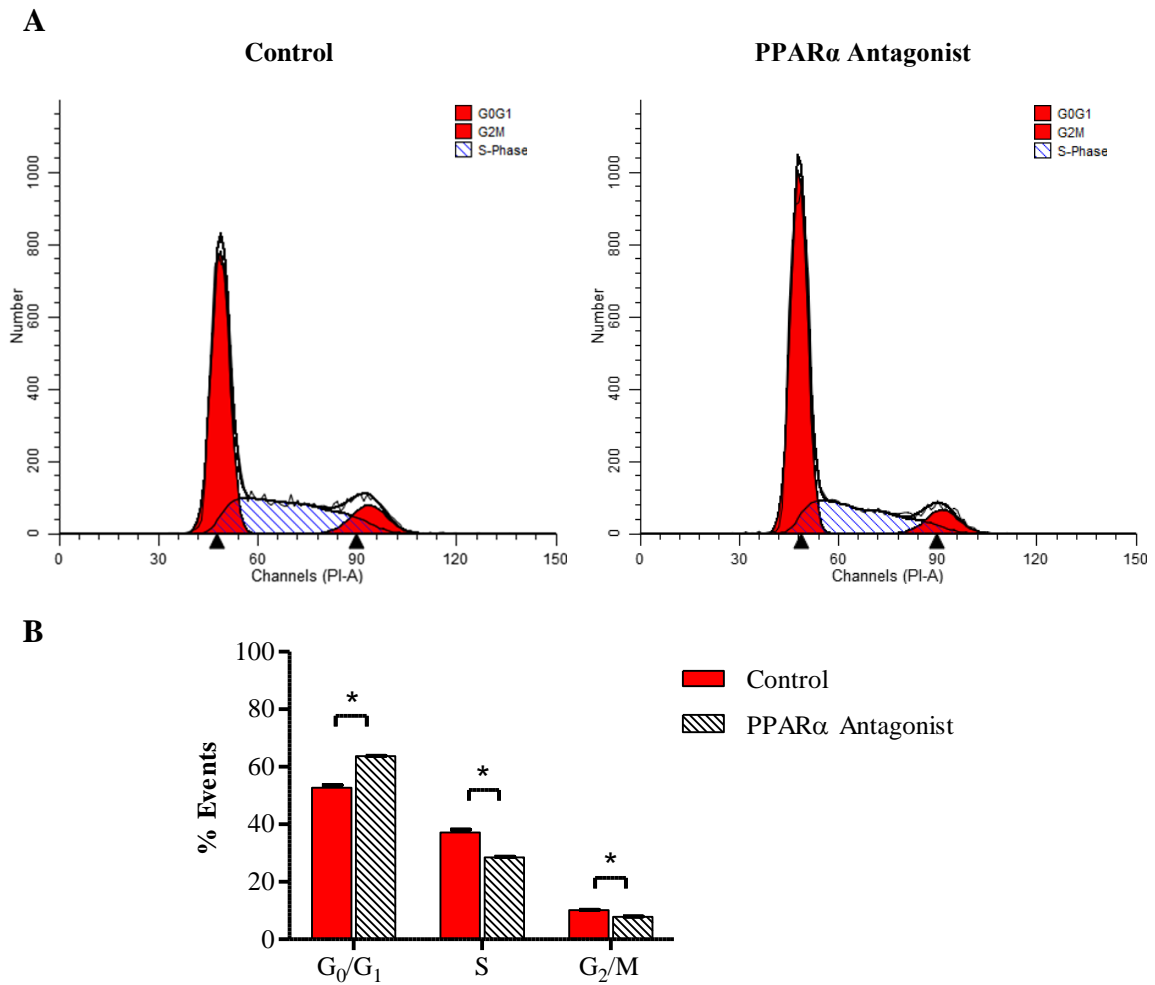 A
Control
PPARα Antagonist
G0G1
G2M
S-Phase
1000
800
600
400
200
0
Number
0 30 60 90 120 150
Channels (PI-A)
G0G1
G2M
S-Phase
1000
800
600
400
200
0
Number
0 30 60 90 120 150
Channels (PI-A)
B
100
80
60
40
20
0
% Events
* * *
Control
PPARα Antagonist
G₀/G₁ S G₂/M